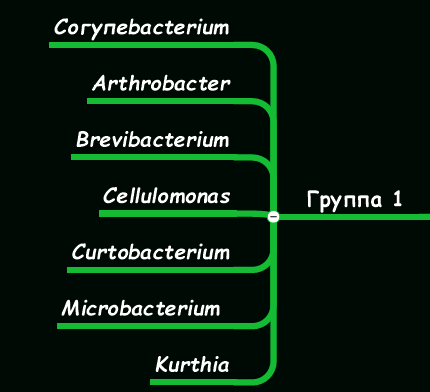 Corynebacterium
Arthrobacter
Brevibacterium
Cellulomonas
Группа 1
Curtobacterium
Microbacterium
Kurthia